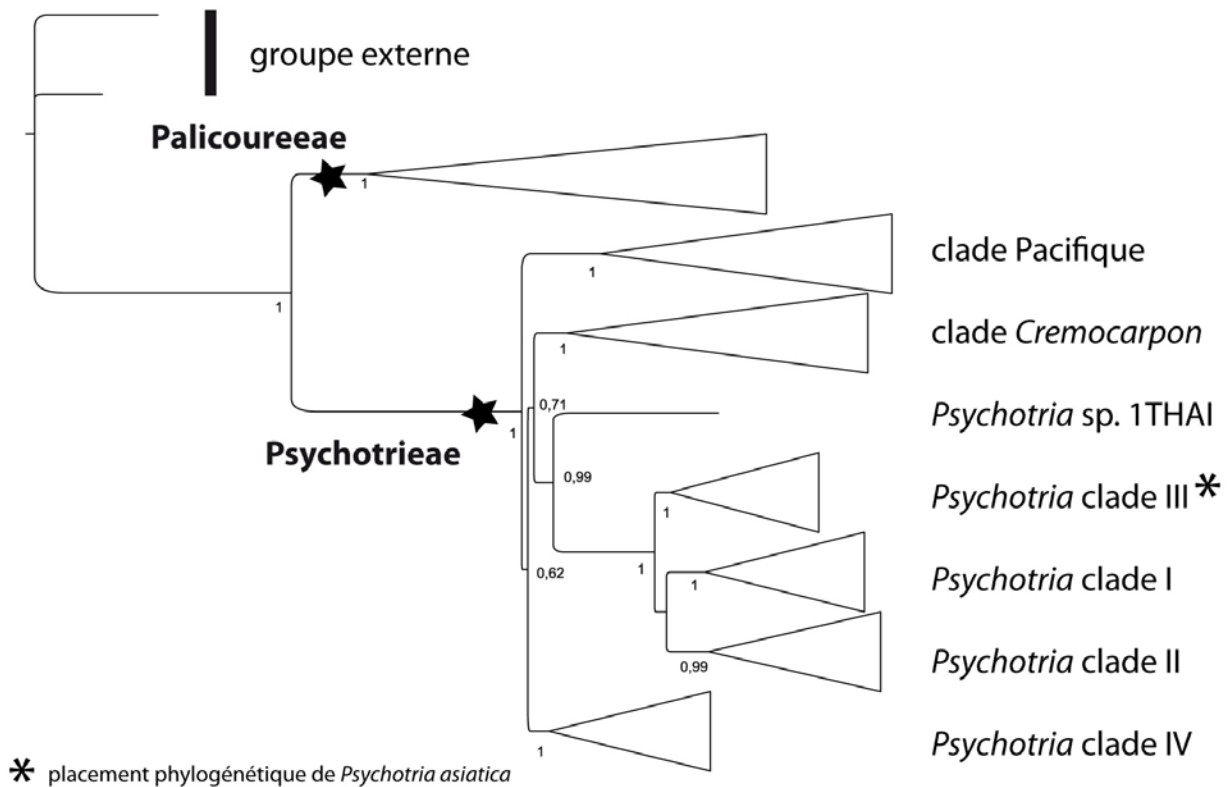 groupe externe
Palicoureeae
1
clade Pacifique
1
1
clade Cremocarpon
1
0,71
Psychotria sp. 1THAI
1
Psychotrieae
0,99
Psychotria clade III *
1
1
0,62
Psychotria clade I
1
Psychotria clade II
0,99
Psychotria clade IV
1
* placement phylogénétique de Psychotria asiatica